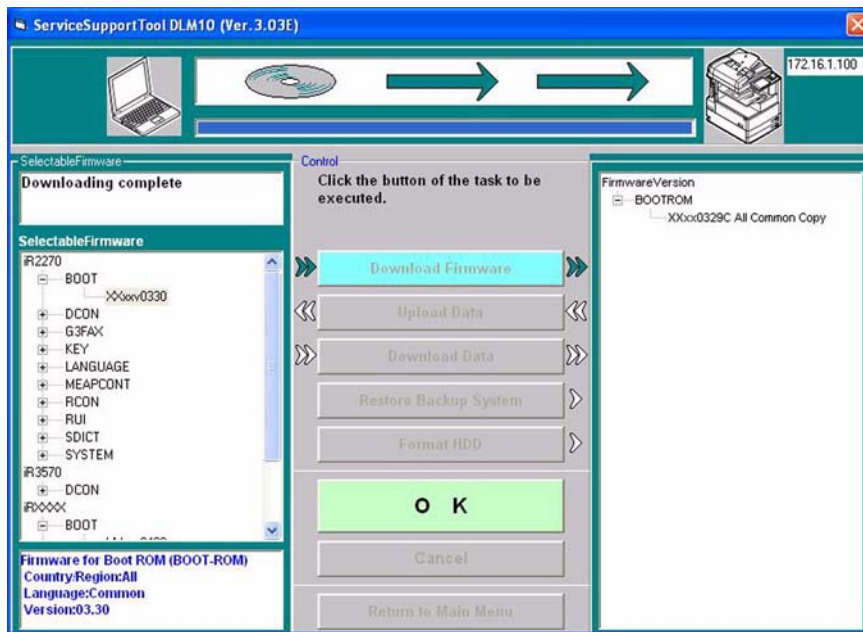 ServiceSupportTool DLM10 (Ver.3.03E)
172.16.1.100
SelectableFirmware
Downloading complete
SelectableFirmware
iR2270
BOOT
XXxxv0330
DCON
G3FAX
KEY
LANGUAGE
MEAPCONT
RCON
RUI
SDICT
SYSTEM
iR3570
DCON
iRXXXX
BOOT
Firmware for Boot ROM (BOOT-ROM)
Country/Region:All
Language:Common
Version:03.30
Control
Click the button of the task to be
executed.
Download Firmware
Upload Data
Download Data
Restore Backup System
Format HDD
O K
Cancel
Return to Main Menu
FirmwareVersion
BOOTROM
XXxx0329C All Common Copy